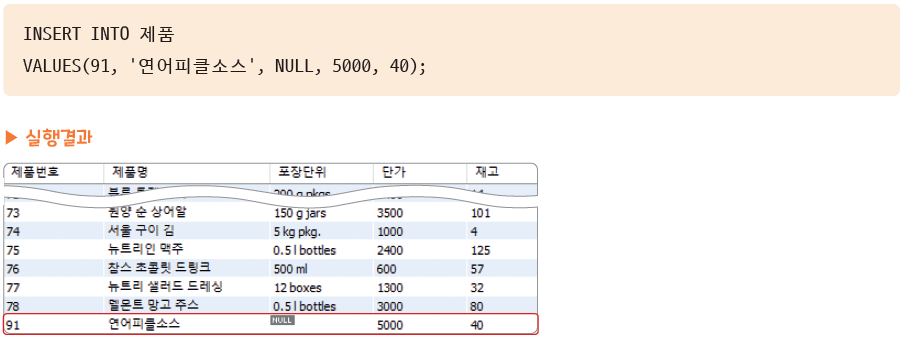 INSERT INTO 제품
VALUES(91, '연어피클소스', NULL, 5000, 40);
▶ 실행결과
제품번호 제품명 포장단위 단가 재고
73 원양 순 상어알 150 g jars 3500 101
74 서울 구이 김 5 kg pkg. 1000 4
75 뉴트리인 맥주 0.5 l bottles 2400 125
76 참스 초콜릿 드링크 500 ml 600 57
77 뉴트리 샐러드 드레싱 12 boxes 1300 32
78 멜몬트 망고 주스 0.5 l bottles 3000 80
91 연어피클소스 NULL 5000 40